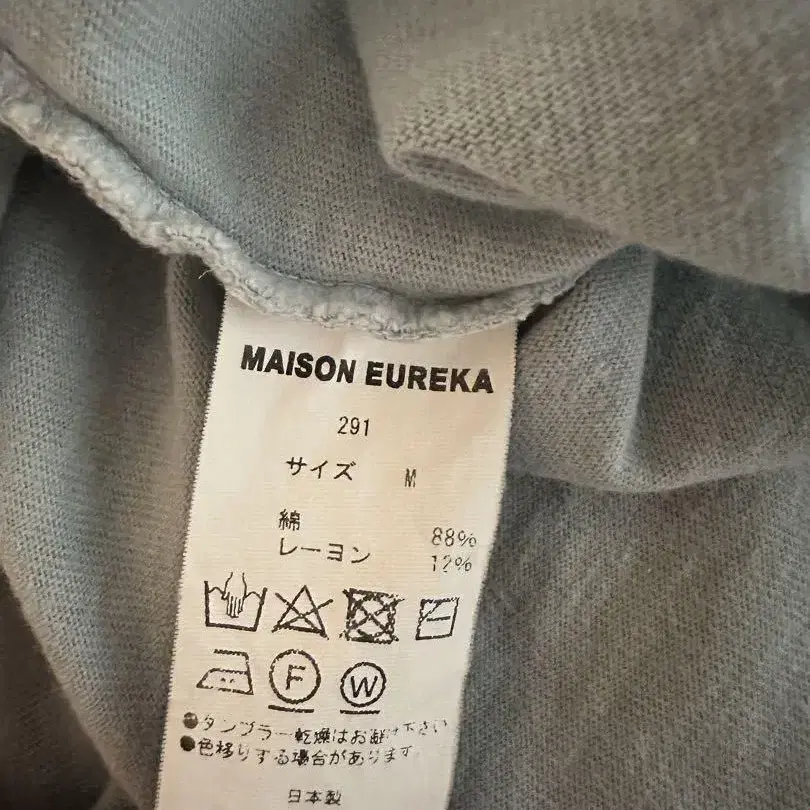 MAISON EUREKA
291
サイズ M
綿 88%
レーヨン 12%
F W
●タンブラー乾燥はお避け下さい
●色移りする場合があります
日本製